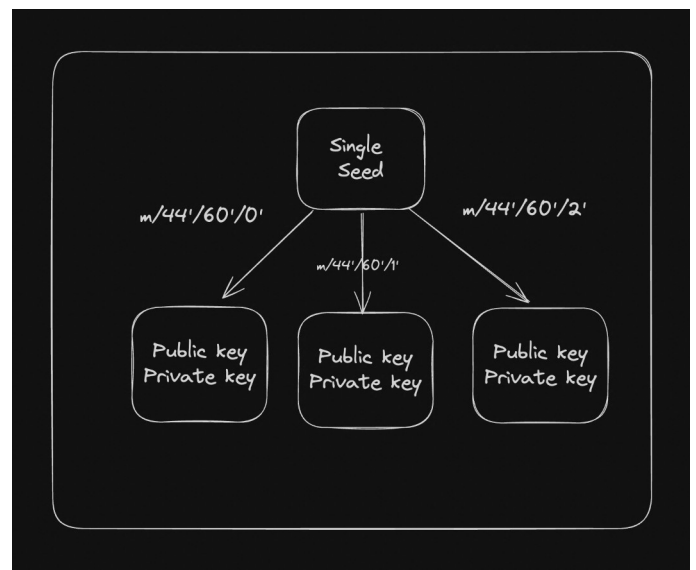 Single
Seed
m/44'/60'/0'
m/44'/60'/2'
m/44'/60'/1'
Public key
Private key
Public key
Private key
Public key
Private key